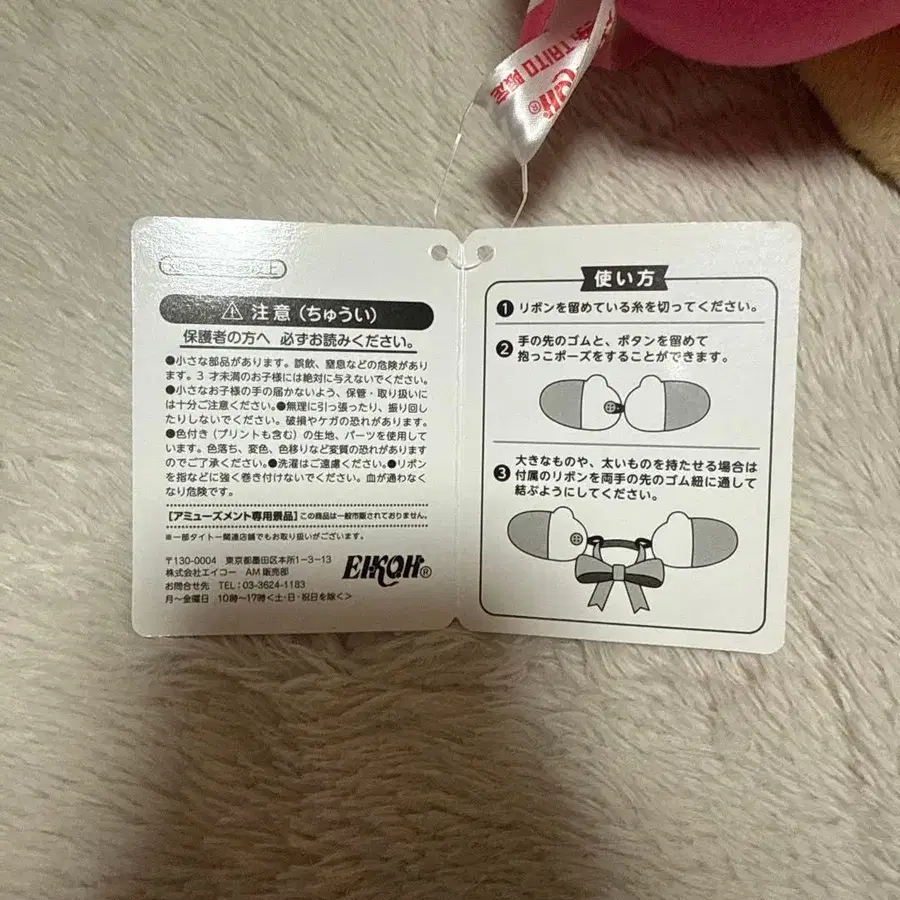 TAITO 限定
®
注意（ちゅうい）
保護者の方へ 必ずお読みください。
●小さな部品があります。誤飲、窒息などの危険があり
ます。3 才未満のお子様には絶対に与えないでください。
●小さなお子様の手の届かないよう、保管・取り扱いに
は十分ご注意ください。●無理に引っ張ったり、振り回し
たりしないでください。破損やケガの恐れがあります。
●色付き（プリントも含む）の生地、パーツを使用して
います。色落ち、変色、色移りなど変質の恐れがあります
のでご了承ください。●洗濯はご遠慮ください。●リボン
を指などに強く巻き付けないでください。血が通わなく
なり危険です。
[アミューズメント専用景品] この商品は一般市販されておりません。
※一部タイトー関連店舗でもお取り扱いがございます。
〒130-0004 東京都墨田区本所1-3-13
株式会社エイコー AM 販売部
お問合せ先 TEL：03-3624-1183
月～金曜日 10時～17時＜土・日・祝日を除く＞
EIKOH®
使い方
1 リボンを留めている糸を切ってください。
2 手の先のゴムと、ボタンを留めて
抱っこポーズをすることができます。
3 大きなものや、太いものを持たせる場合は
付属のリボンを両手の先のゴム紐に通して
結ぶようにしてください。